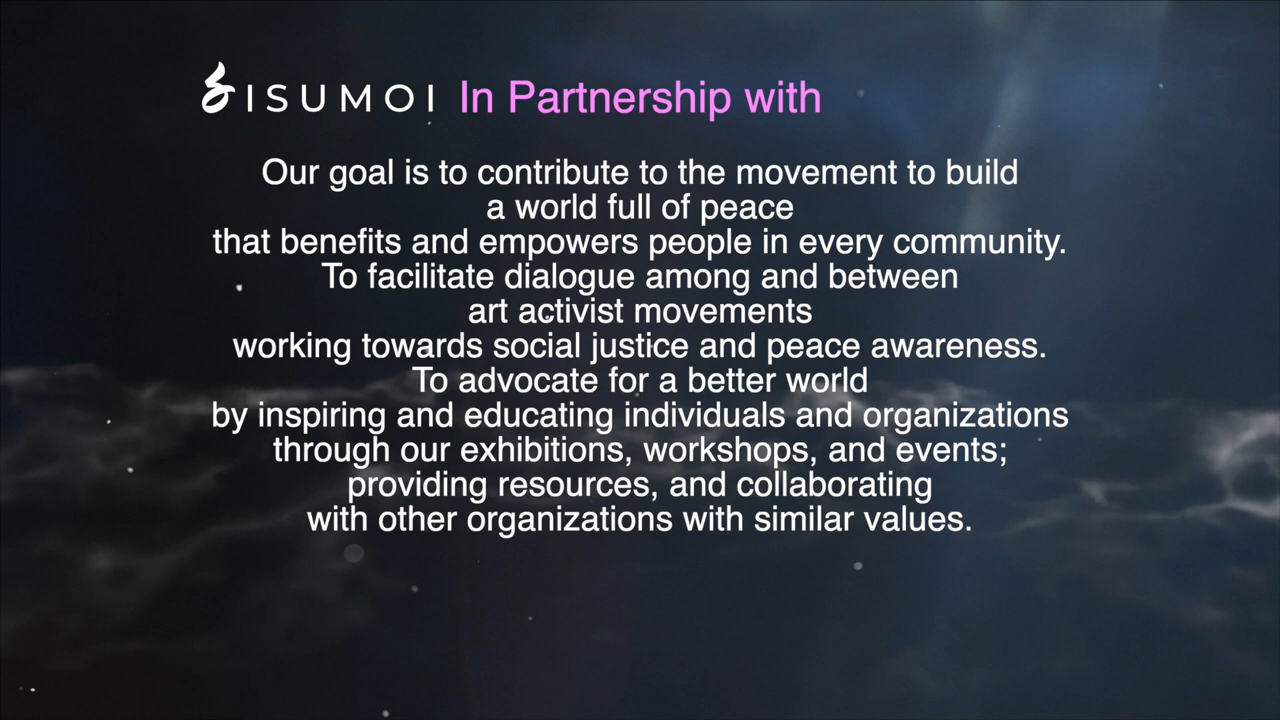 ISUMOI In Partnership with
Our goal is to contribute to the movement to build
a world full of peace
that benefits and empowers people in every community.
To facilitate dialogue among and between
art activist movements
working towards social justice and peace awareness.
To advocate for a better world
by inspiring and educating individuals and organizations
through our exhibitions, workshops, and events;
providing resources, and collaborating
with other organizations with similar values.